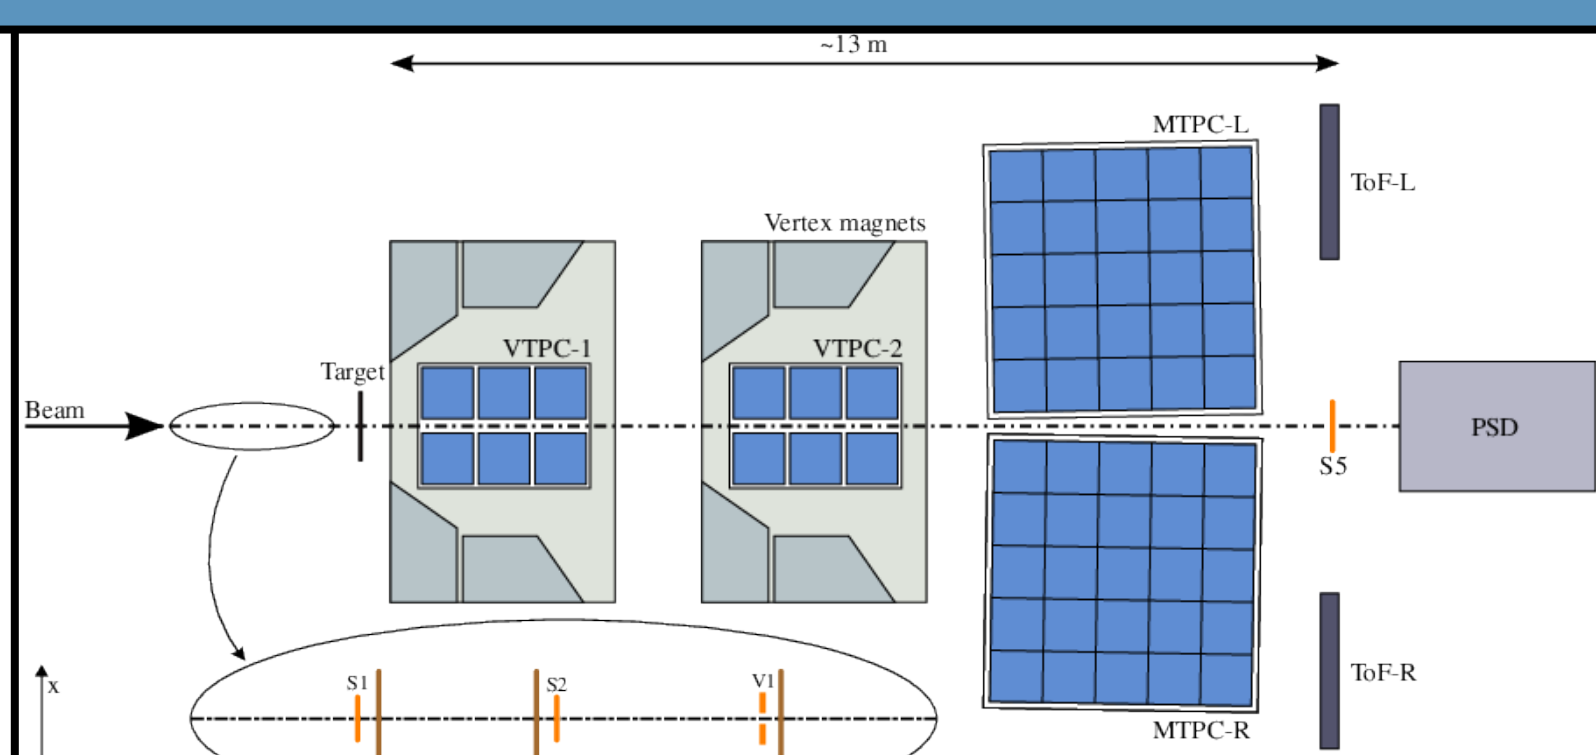 ~13 m
MTPC-L
ToF-L
Vertex magnets
VTPC-1
VTPC-2
Target
Beam
PSD
S5
ToF-R
x
S1
S2
V1
MTPC-R